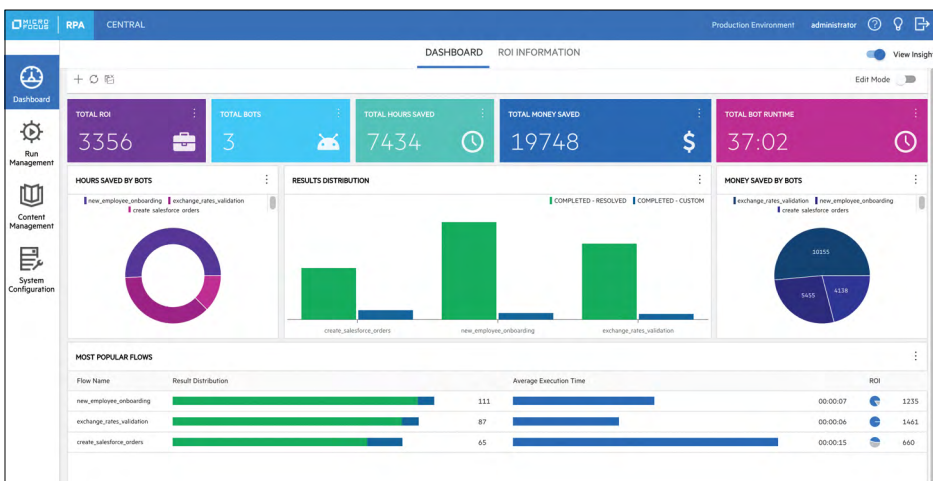 MICRO FOCUS RPA CENTRAL Production Environment administrator
DASHBOARD ROI INFORMATION View Insigh
Dashboard
Run Management
Content Management
System Configuration
Edit Mode
TOTAL ROI
3356
TOTAL BOTS
3
TOTAL HOURS SAVED
7434
TOTAL MONEY SAVED
19748
$
TOTAL BOT RUNTIME
37:02
HOURS SAVED BY BOTS
new_employee_onboarding exchange_rates_validation
create salesforce orders
RESULTS DISTRIBUTION
COMPLETED - RESOLVED COMPLETED - CUSTOM
create_salesforce_orders new_employee_onboarding exchange_rates_validation
MONEY SAVED BY BOTS
exchange_rates_validation new_employee_onboarding
create salesforce orders
10155
5455 4138
MOST POPULAR FLOWS
Flow Name Result Distribution Average Execution Time ROI
new_employee_onboarding 111 00:00:07 1235
exchange_rates_validation 87 00:00:06 1461
create_salesforce_orders 65 00:00:15 660